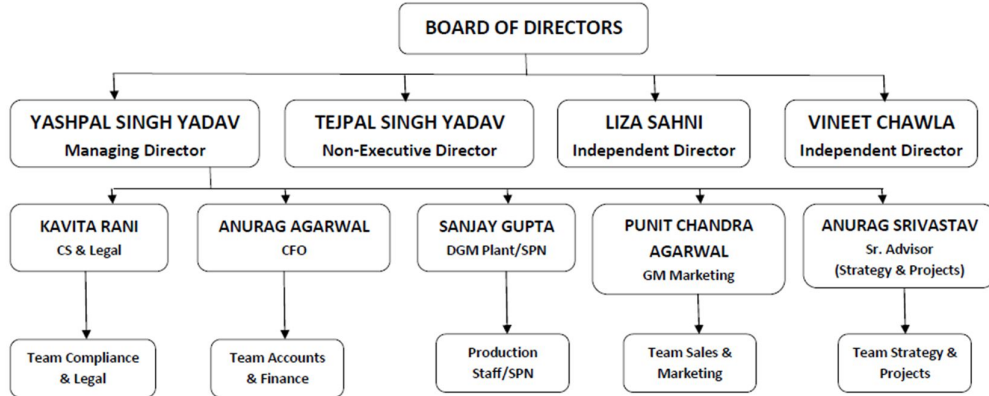 BOARD OF DIRECTORS
YASHPAL SINGH YADAV
Managing Director
TEJPAL SINGH YADAV
Non-Executive Director
LIZA SAHNI
Independent Director
VINEET CHAWLA
Independent Director
KAVITA RANI
CS & Legal
ANURAG AGARWAL
CFO
SANJAY GUPTA
DGM Plant/SPN
PUNIT CHANDRA
AGARWAL
GM Marketing
ANURAG SRIVASTAV
Sr. Advisor
(Strategy & Projects)
Team Compliance
& Legal
Team Accounts
& Finance
Production
Staff/SPN
Team Sales &
Marketing
Team Strategy &
Projects